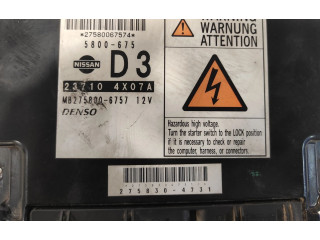 *27580067574*
5800-675
NISSAN
D3
23710 4X07A
MB275800-6757 12V
DENSO
WARNUNG
WARNING
ATTENTION
Hazardous high voltage.
Turn the starter switch to the LOCK position
if it is necessary to check or repair
the computer, harness, or connectors.
275036-4731